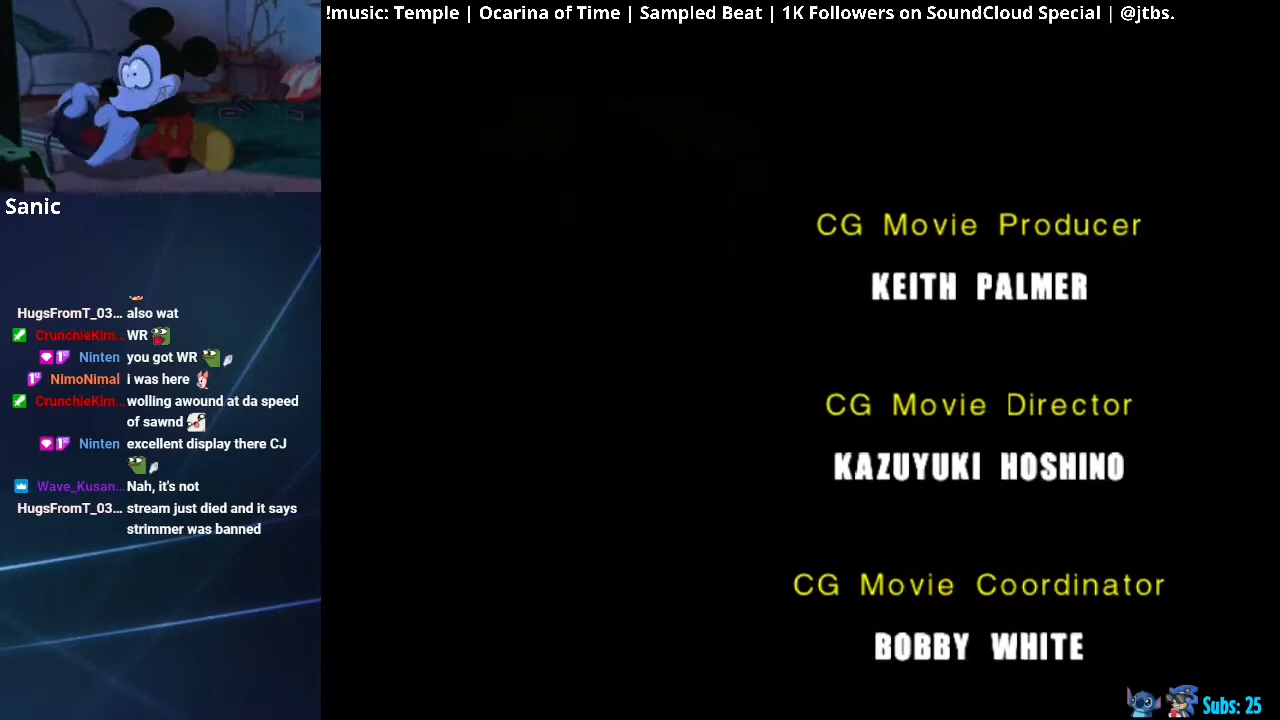 !music: Temple | Ocarina of Time | Sampled Beat | 1K Followers on SoundCloud Special | @jtbs.
Sanic
HugsFromT_03... also wat
CrunchieKim... WR
Ninten you got WR
NimoNimal i was here
CrunchieKim... wolling awound at da speed
of sawnd
Ninten excellent display there CJ
Wave_Kusan... Nah, it's not
HugsFromT_03... stream just died and it says
strimmer was banned
CG Movie Producer
KEITH PALMER
CG Movie Director
KAZUYUKI HOSHINO
CG Movie Coordinator
BOBBY WHITE
Subs: 25